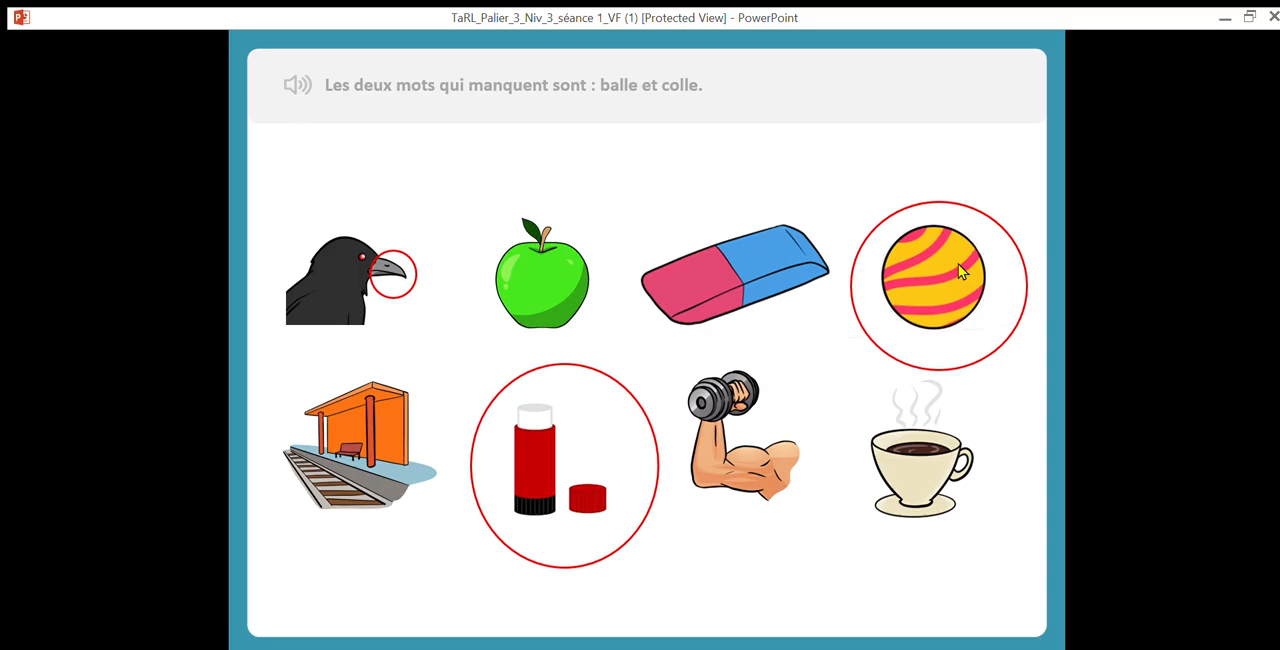 TaRL_Palier_3_Niv_3_séance 1_VF (1) [Protected View] - PowerPoint
Les deux mots qui manquent sont : balle et colle.